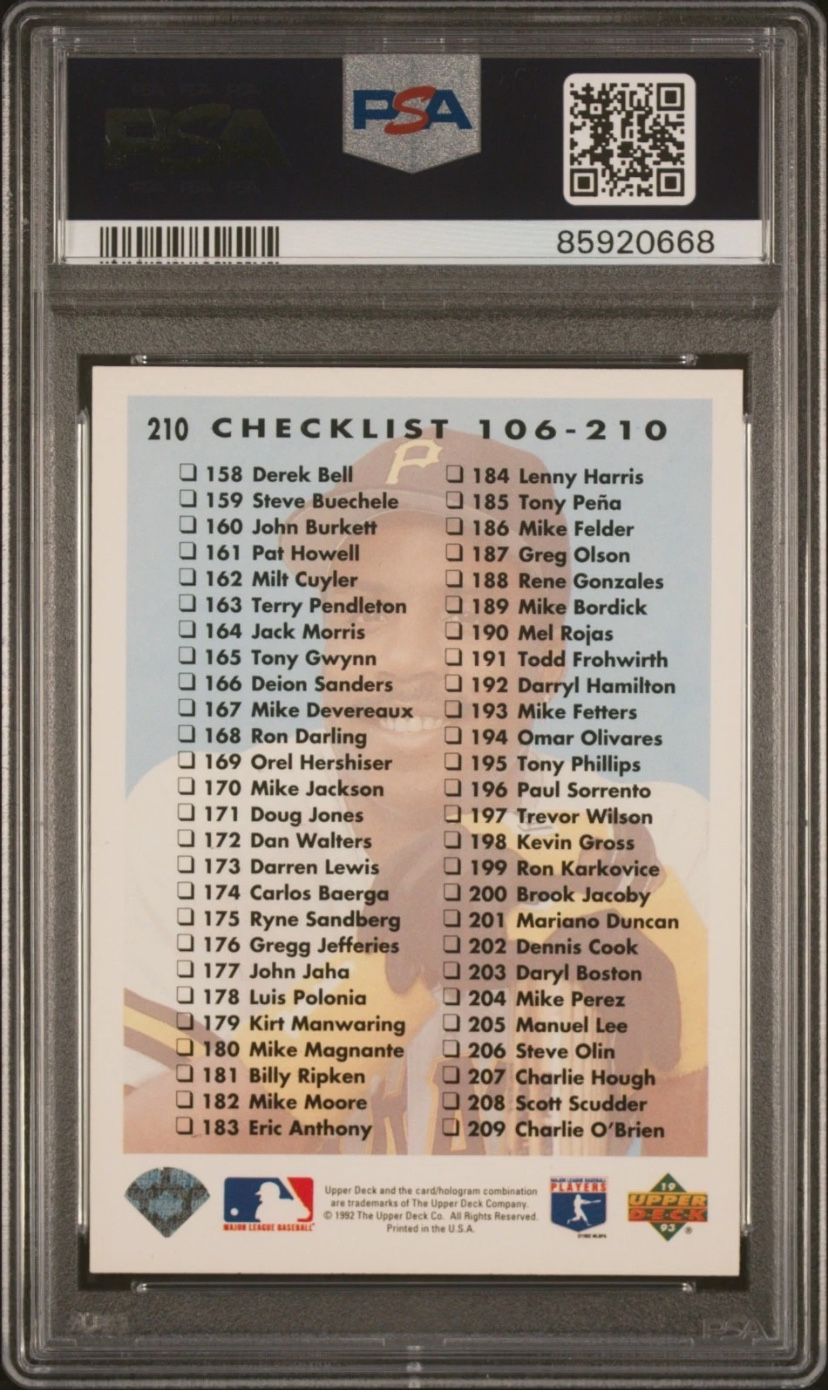 PSA
PSA
85920668
P
210 CHECKLIST 106-210
158 Derek Bell
159 Steve Buechele
160 John Burkett
161 Pat Howell
162 Milt Cuyler
163 Terry Pendleton
164 Jack Morris
165 Tony Gwynn
166 Deion Sanders
167 Mike Devereaux
168 Ron Darling
169 Orel Hershiser
170 Mike Jackson
171 Doug Jones
172 Dan Walters
173 Darren Lewis
174 Carlos Baerga
175 Ryne Sandberg
176 Gregg Jefferies
177 John Jaha
178 Luis Polonia
179 Kirt Manwaring
180 Mike Magnante
181 Billy Ripken
182 Mike Moore
183 Eric Anthony
184 Lenny Harris
185 Tony Peña
186 Mike Felder
187 Greg Olson
188 Rene Gonzales
189 Mike Bordick
190 Mel Rojas
191 Todd Frohwirth
192 Darryl Hamilton
193 Mike Fetters
194 Omar Olivares
195 Tony Phillips
196 Paul Sorrento
197 Trevor Wilson
198 Kevin Gross
199 Ron Karkovice
200 Brook Jacoby
201 Mariano Duncan
202 Dennis Cook
203 Daryl Boston
204 Mike Perez
205 Manuel Lee
206 Steve Olin
207 Charlie Hough
208 Scott Scudder
209 Charlie O'Brien
MAJOR LEAGUE BASEBALL
Upper Deck and the card/hologram combination
are trademarks of The Upper Deck Company.
© 1992 The Upper Deck Co. All Rights Reserved.
Printed in the U.S.A.
MAJOR LEAGUE BASEBALL
PLAYERS
19
UPPER
DECK
93
®
PSA